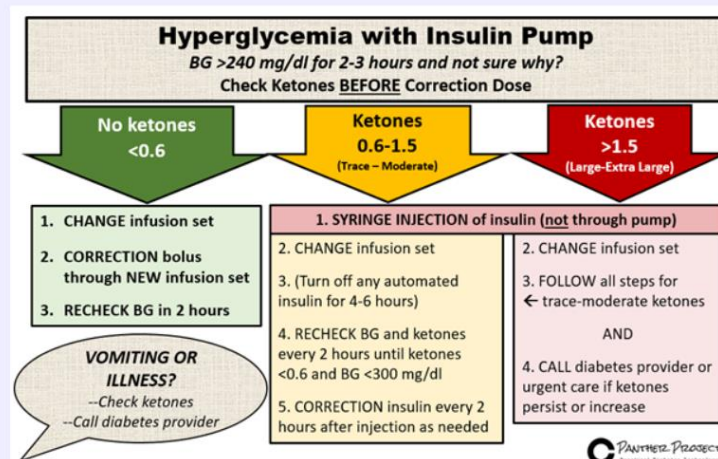 Hyperglycemia with Insulin Pump
BG >240 mg/dl for 2-3 hours and not sure why?
Check Ketones BEFORE Correction Dose
No ketones
<0.6
Ketones
0.6-1.5
(Trace – Moderate)
Ketones
>1.5
(Large-Extra Large)
1. CHANGE infusion set
2. CORRECTION bolus
through NEW infusion set
3. RECHECK BG in 2 hours
VOMITING OR
ILLNESS?
--Check ketones
--Call diabetes provider
1. SYRINGE INJECTION of insulin (not through pump)
2. CHANGE infusion set
3. (Turn off any automated
insulin for 4-6 hours)
4. RECHECK BG and ketones
every 2 hours until ketones
<0.6 and BG <300 mg/dl
5. CORRECTION insulin every 2
hours after injection as needed
2. CHANGE infusion set
3. FOLLOW all steps for
← trace-moderate ketones
AND
4. CALL diabetes provider or
urgent care if ketones
persist or increase
PANTHER PROJECT